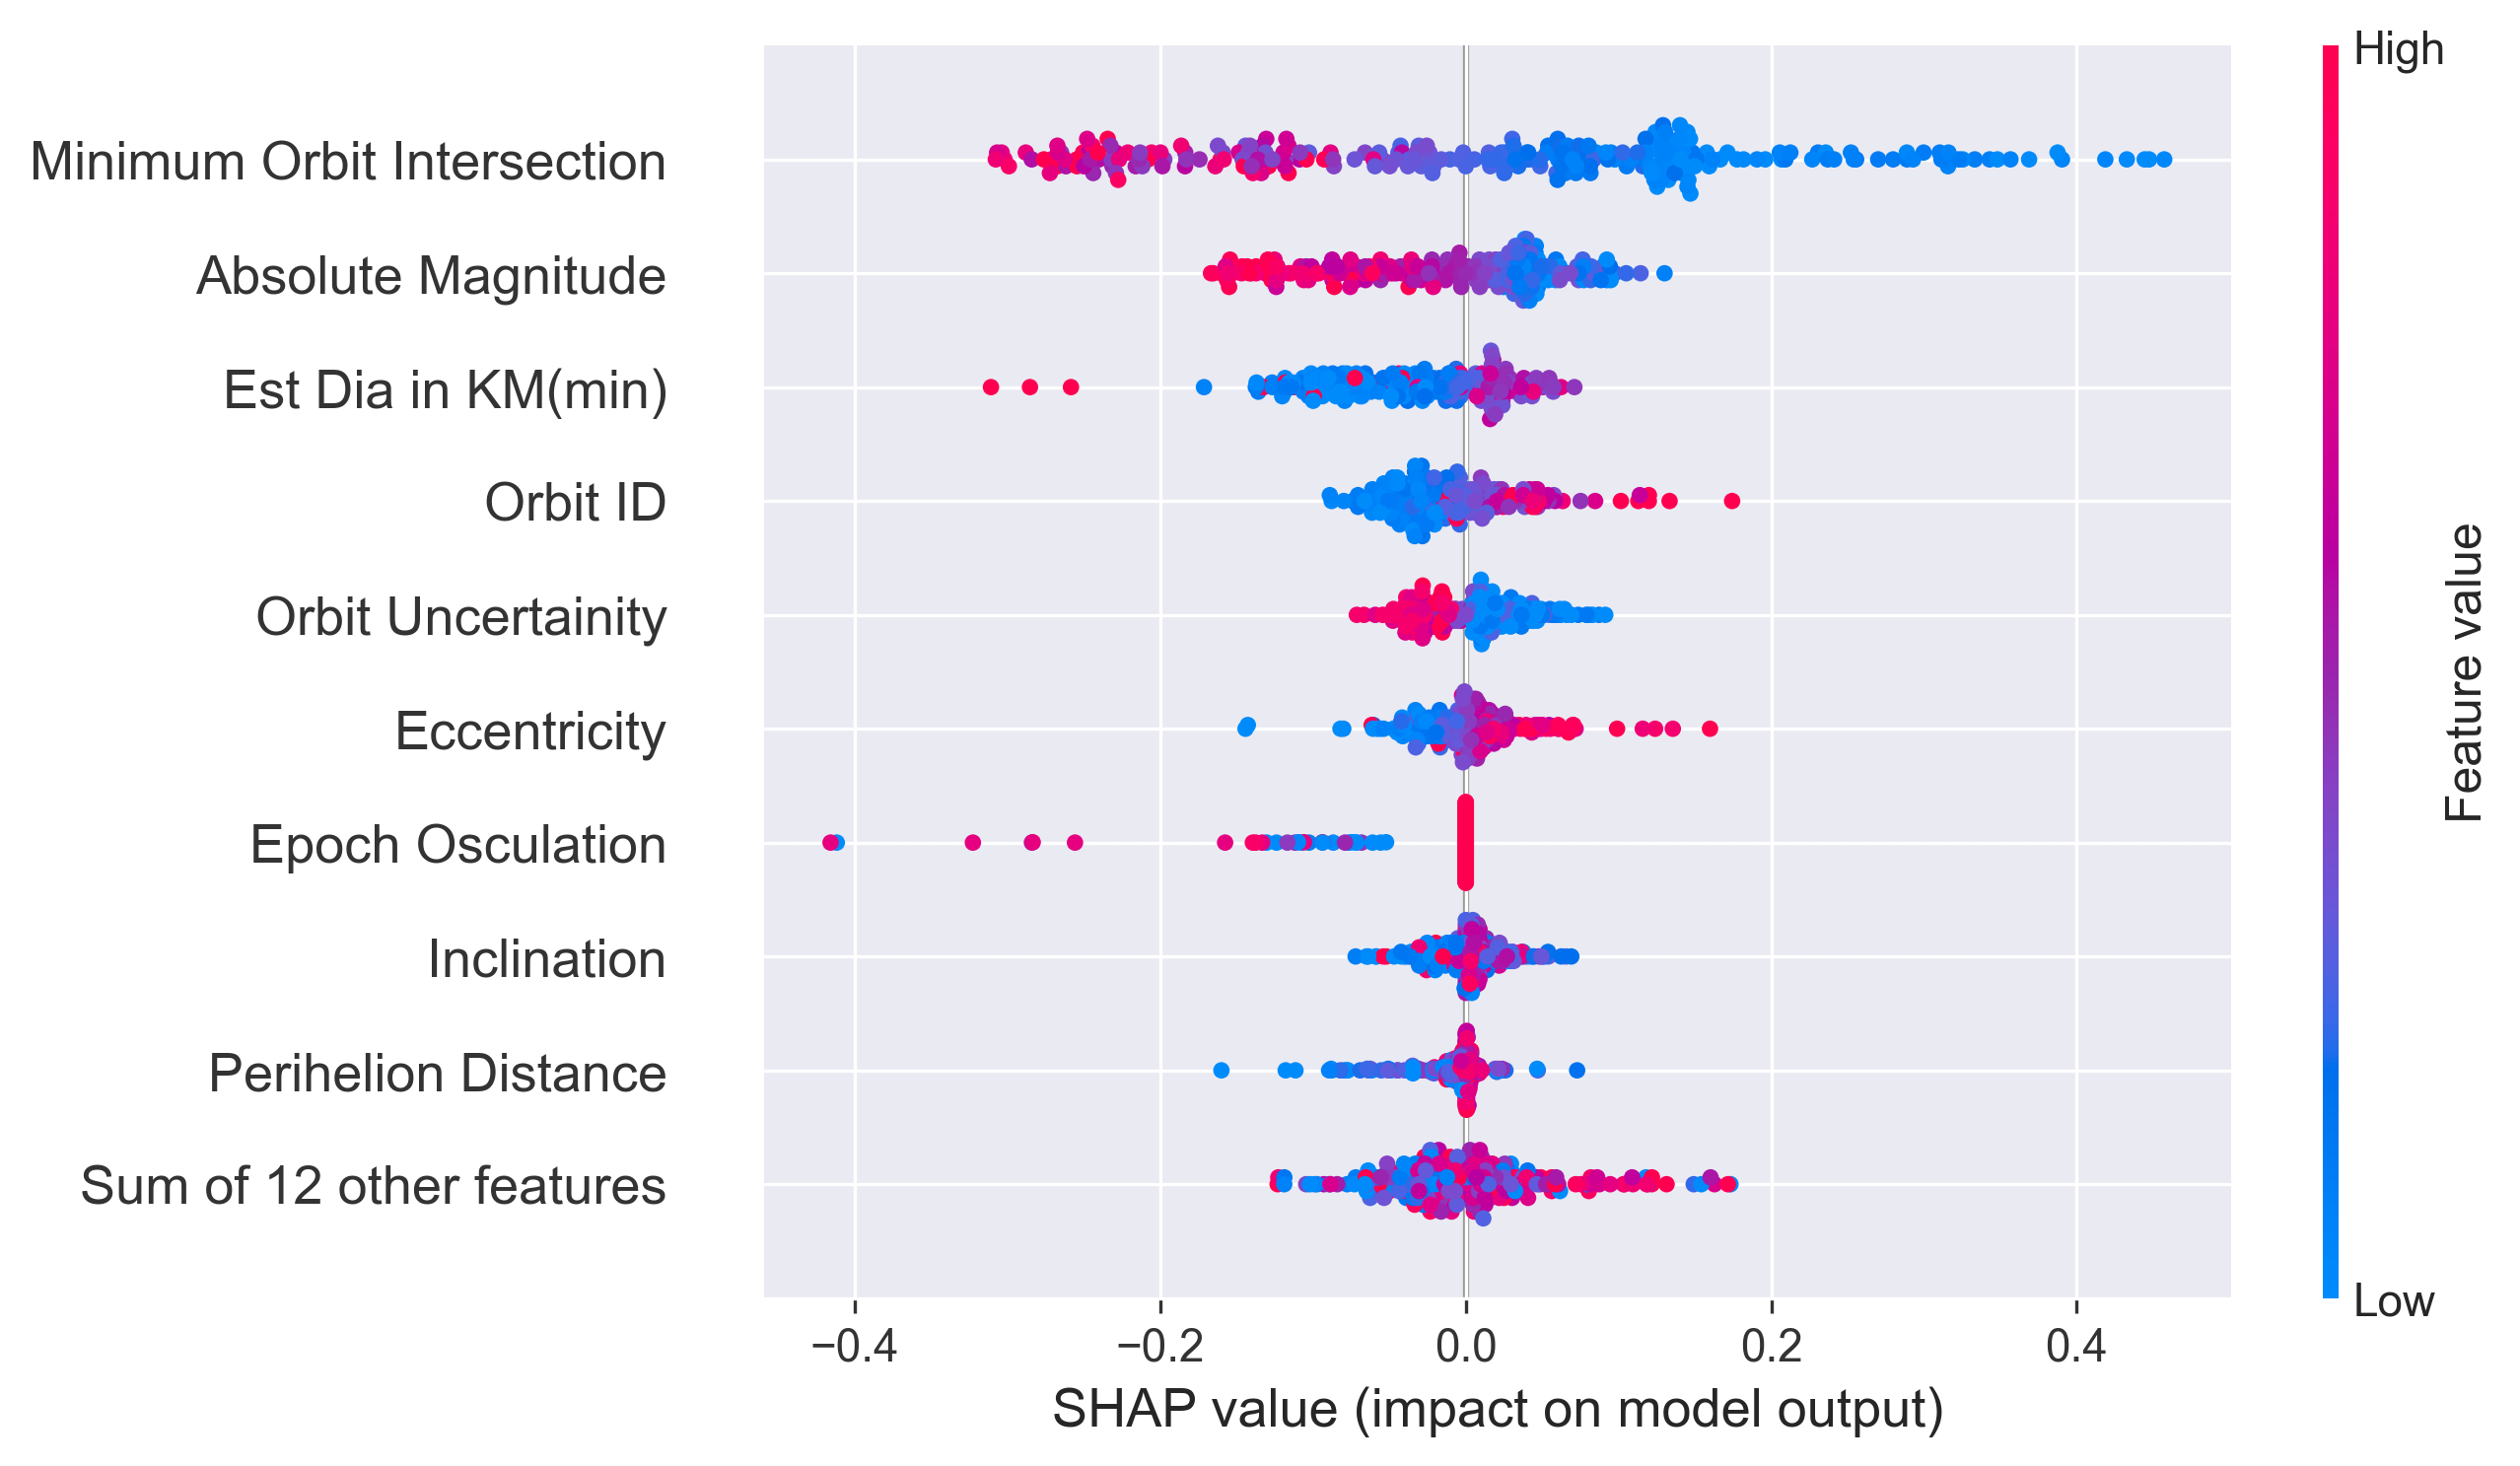 High
Minimum Orbit Intersection
Absolute Magnitude
Est Dia in KM(min)
Orbit ID
Orbit Uncertainity
Eccentricity
Epoch Osculation
Inclination
Perihelion Distance
Sum of 12 other features
Feature value
Low
−0.4
−0.2
0.0
0.2
0.4
SHAP value (impact on model output)